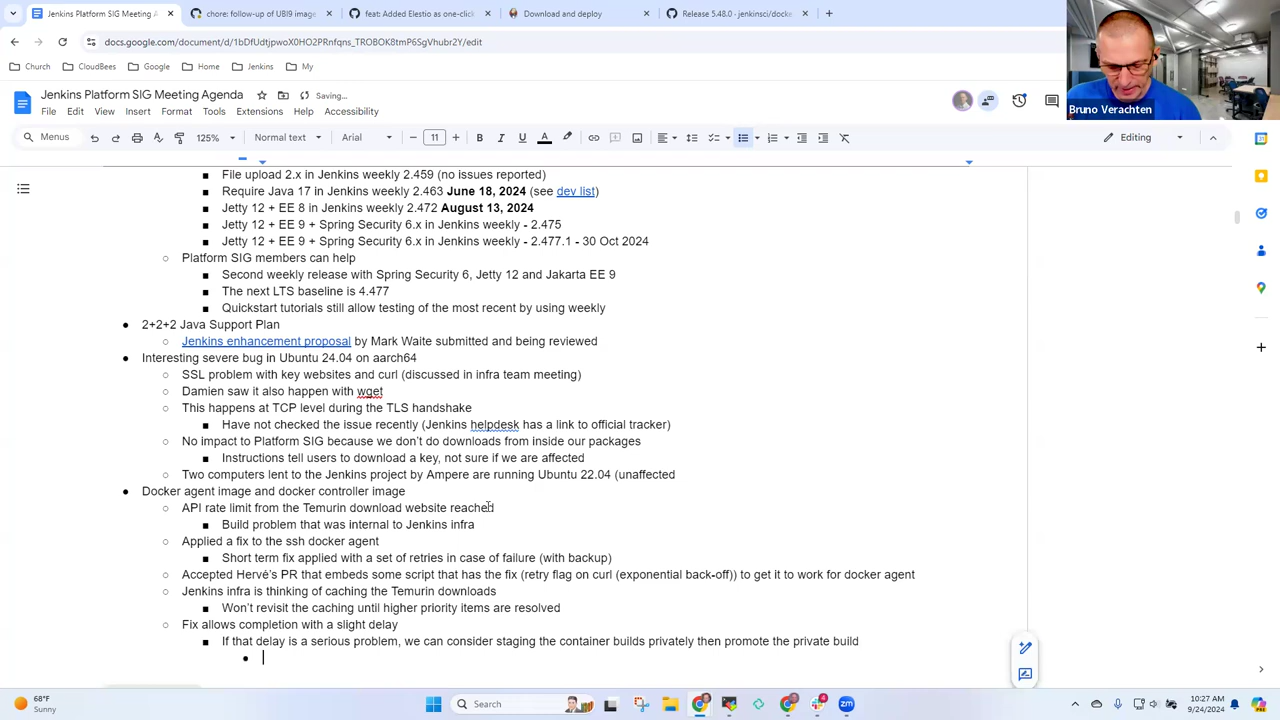 Jenkins Platform SIG Meeting A
chore: follow-up of UBI9 image
feat: Added Elestio as one-click
Download and deploy
Release 5.48.0 - jenkinsci/docke
docs.google.com/document/d/1bDfUdtjpwoX0HO2PRnfqns_TROBOK8tmP6SgVhubr2Y/edit
Church
CloudBees
Google
Home
Jenkins
My
Bruno Verachten
Jenkins Platform SIG Meeting Agenda
Saving...
File Edit View Insert Format Tools Extensions Help Accessibility
Menus
125%
Normal text
Arial
11
B I U A
Editing
File upload 2.x in Jenkins weekly 2.459 (no issues reported)
Require Java 17 in Jenkins weekly 2.463 June 18, 2024 (see dev list)
Jetty 12 + EE 8 in Jenkins weekly 2.472 August 13, 2024
Jetty 12 + EE 9 + Spring Security 6.x in Jenkins weekly - 2.475
Jetty 12 + EE 9 + Spring Security 6.x in Jenkins weekly - 2.477.1 - 30 Oct 2024
Platform SIG members can help
Second weekly release with Spring Security 6, Jetty 12 and Jakarta EE 9
The next LTS baseline is 4.477
Quickstart tutorials still allow testing of the most recent by using weekly
2+2+2 Java Support Plan
Jenkins enhancement proposal by Mark Waite submitted and being reviewed
Interesting severe bug in Ubuntu 24.04 on aarch64
SSL problem with key websites and curl (discussed in infra team meeting)
Damien saw it also happen with wget
This happens at TCP level during the TLS handshake
Have not checked the issue recently (Jenkins helpdesk has a link to official tracker)
No impact to Platform SIG because we don't do downloads from inside our packages
Instructions tell users to download a key, not sure if we are affected
Two computers lent to the Jenkins project by Ampere are running Ubuntu 22.04 (unaffected
Docker agent image and docker controller image
API rate limit from the Temurin download website reached
Build problem that was internal to Jenkins infra
Applied a fix to the ssh docker agent
Short term fix applied with a set of retries in case of failure (with backup)
Accepted Hervé's PR that embeds some script that has the fix (retry flag on curl (exponential back-off)) to get it to work for docker agent
Jenkins infra is thinking of caching the Temurin downloads
Won't revisit the caching until higher priority items are resolved
Fix allows completion with a slight delay
If that delay is a serious problem, we can consider staging the container builds privately then promote the private build
68°F
Sunny
Search
4
zm
10:27 AM
9/24/2024